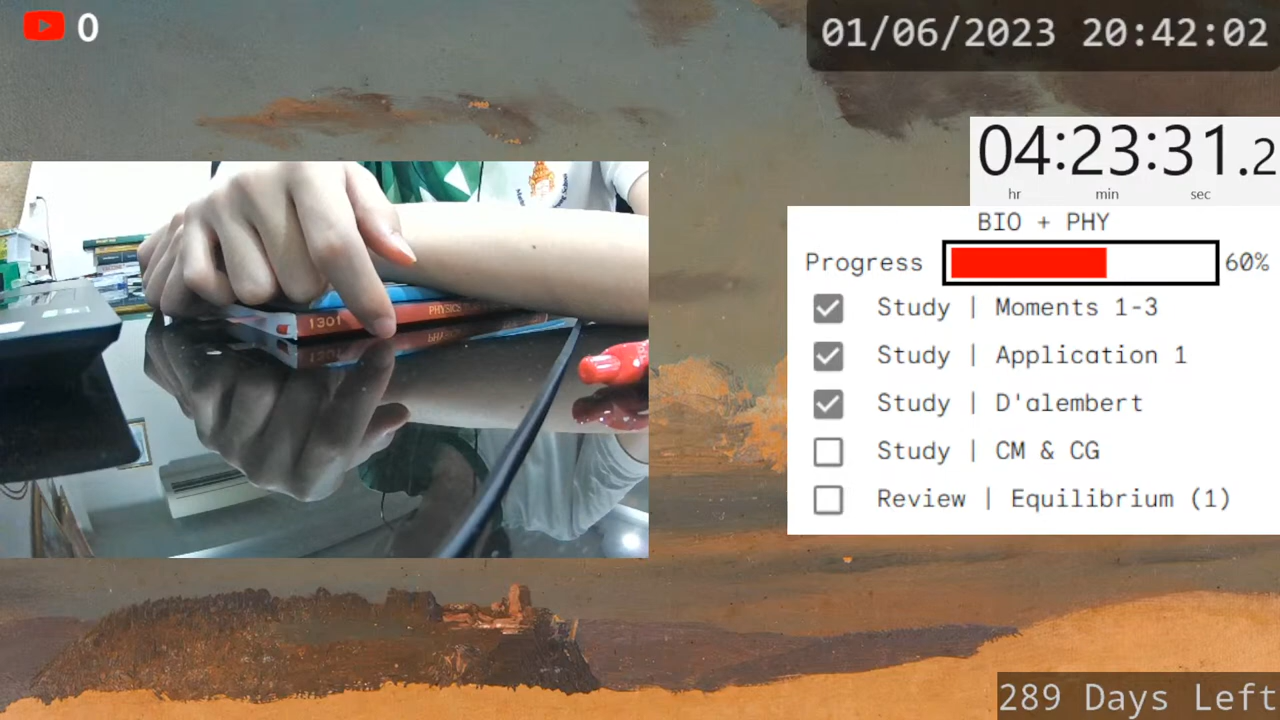 0
01/06/2023 20:42:02
04:23:31.2
hr min sec
BIO + PHY
Progress 60%
Study | Moments 1-3
Study | Application 1
Study | D'alembert
Study | CM & CG
Review | Equilibrium (1)
1301 PHYSICS
289 Days Left